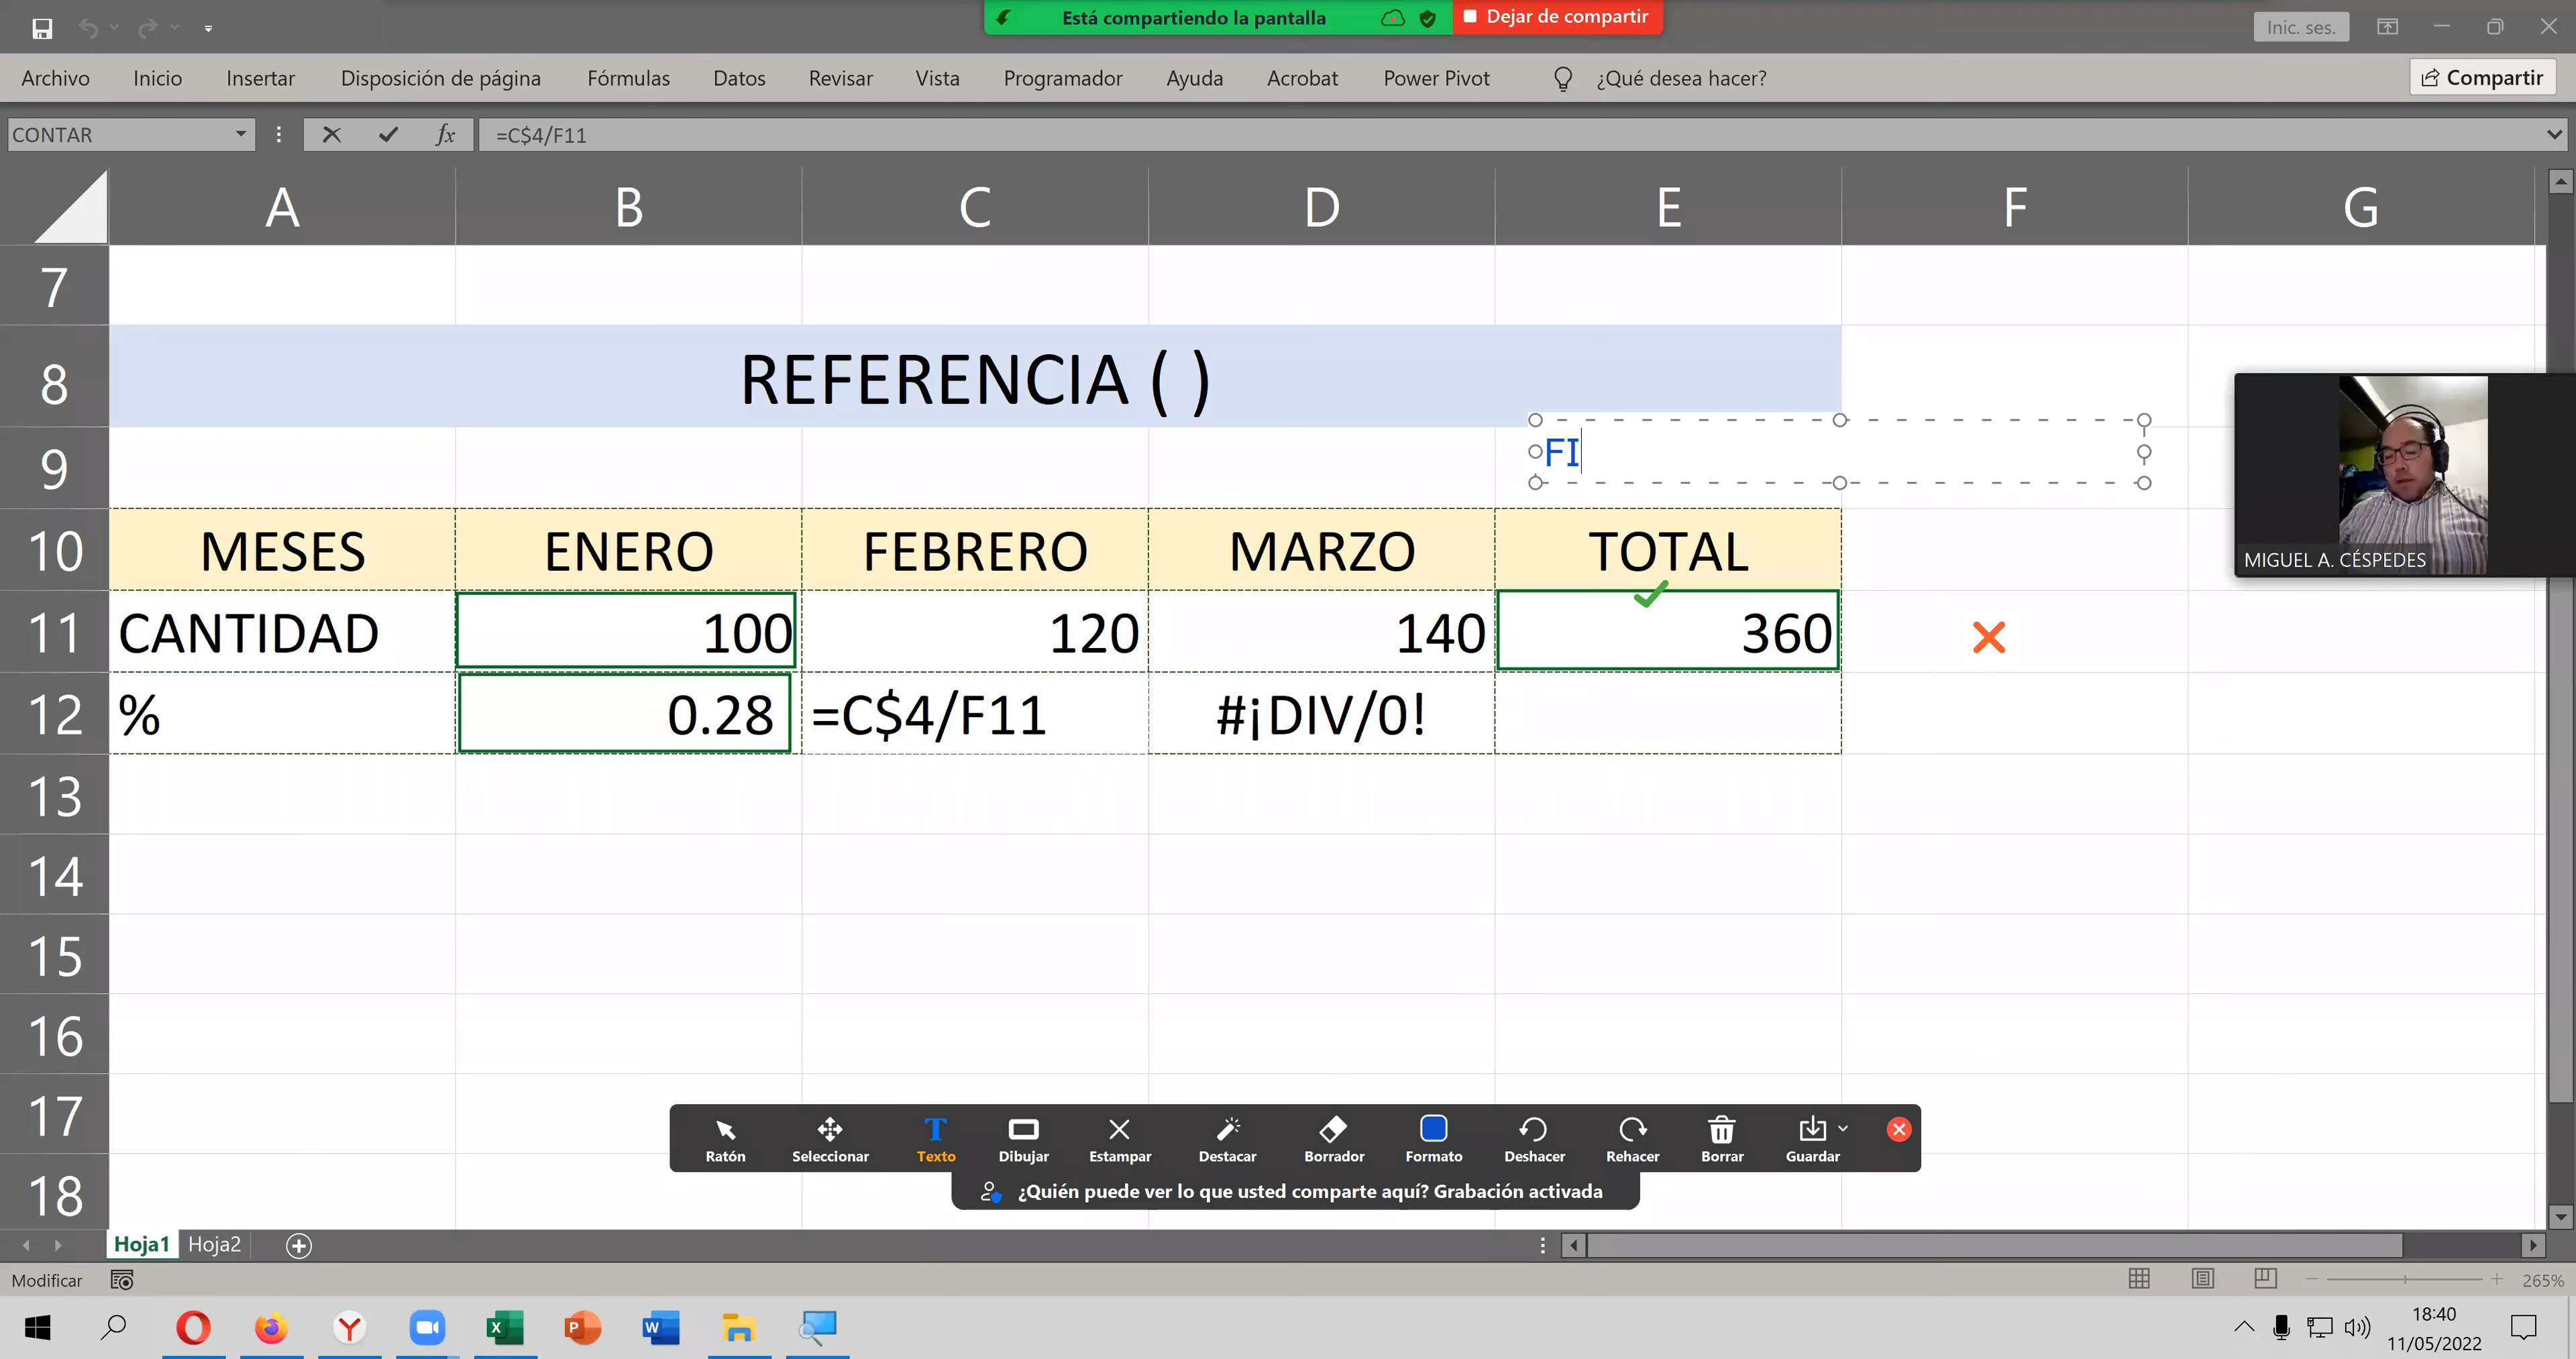 Está compartiendo la pantalla
Dejar de compartir
Inic. ses.
Archivo Inicio Insertar Disposición de página Fórmulas Datos Revisar Vista Programador Ayuda Acrobat Power Pivot ¿Qué desea hacer? Compartir
CONTAR fx =C$4/F11
A B C D E F G
7
8 REFERENCIA ( )
9 FI
10 MESES ENERO FEBRERO MARZO TOTAL
11 CANTIDAD 100 120 140 360
12 % 0.28 =C$4/F11 #¡DIV/0!
13
14
15
16
17
18
MIGUEL A. CÉSPEDES
Ratón Seleccionar Texto Dibujar Estampar Destacar Borrador Formato Deshacer Rehacer Borrar Guardar
¿Quién puede ver lo que usted comparte aquí? Grabación activada
Hoja1 Hoja2
Modificar 265%
18:40
11/05/2022